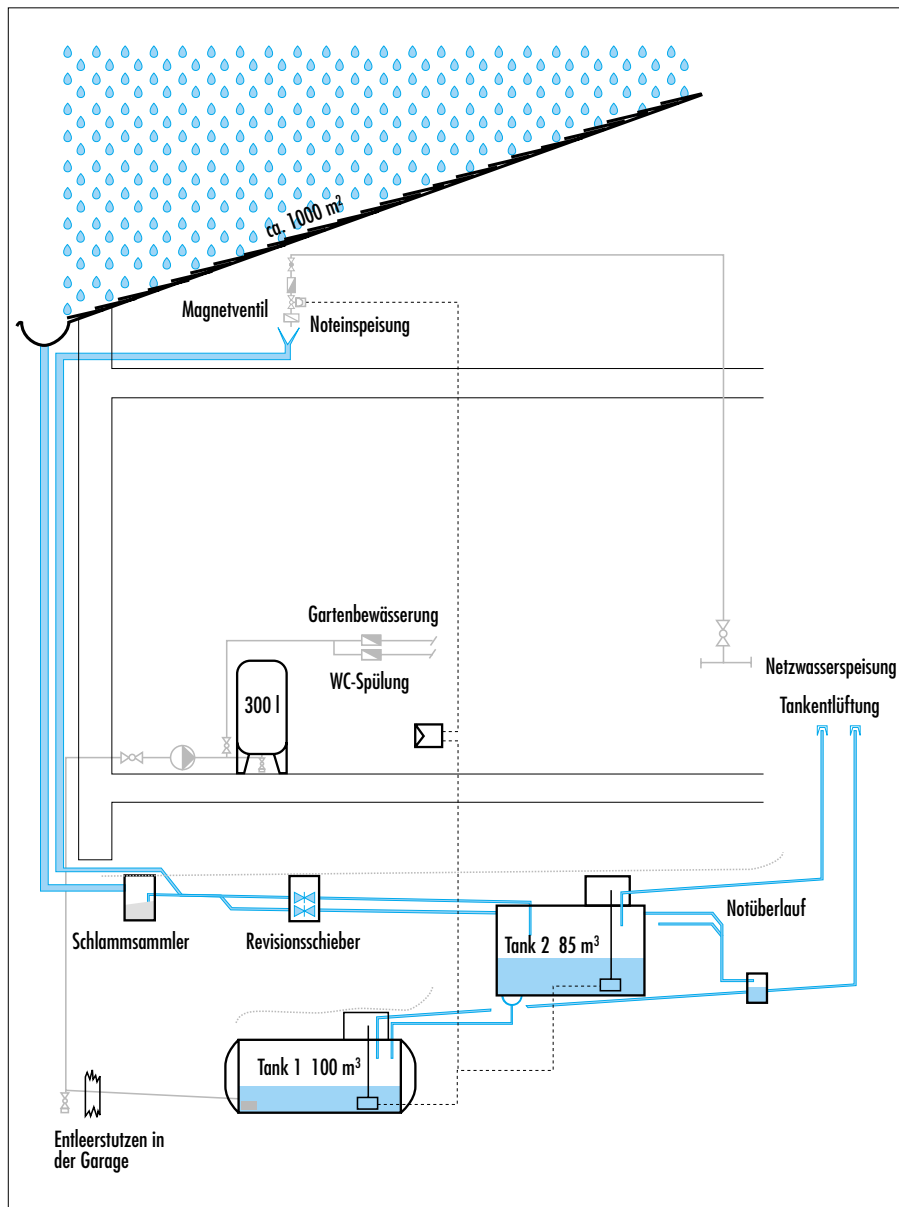 ca. 1000 m²
Magnetventil
Noteinspeisung
Gartenbewässerung
WC-Spülung
300 l
Netzwasserspeisung
Tankentlüftung
Schlammsammler
Revisionsschieber
Notüberlauf
Tank 2 85 m³
Tank 1 100 m³
Entleerstutzen in
der Garage